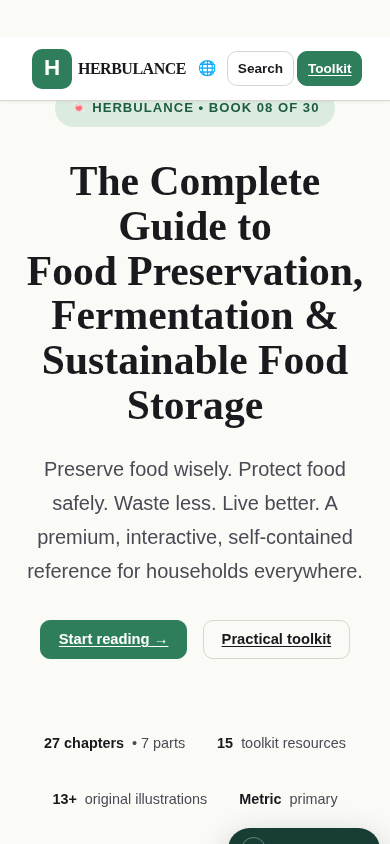 H HERBULANCE 🌐 Search Toolkit
HERBULANCE • BOOK 08 OF 30
The Complete
Guide to
Food Preservation,
Fermentation &
Sustainable Food
Storage
Preserve food wisely. Protect food
safely. Waste less. Live better. A
premium, interactive, self-contained
reference for households everywhere.
Start reading → Practical toolkit
27 chapters • 7 parts 15 toolkit resources
13+ original illustrations Metric primary